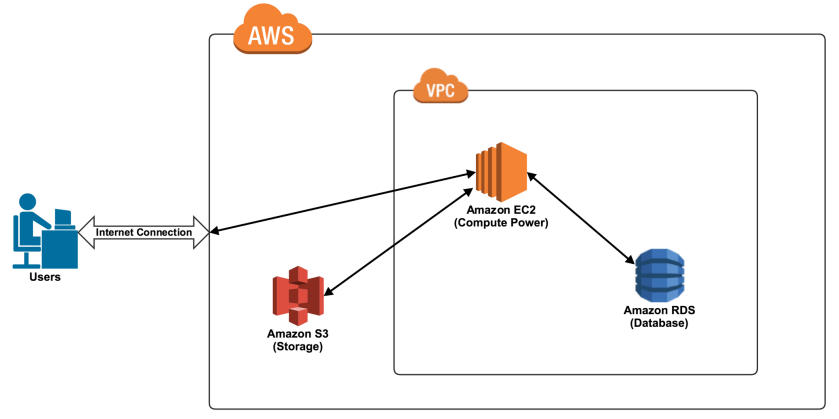 AWS
VPC
Amazon EC2
(Compute Power)
Internet Connection
Users
Amazon S3
(Storage)
Amazon RDS
(Database)